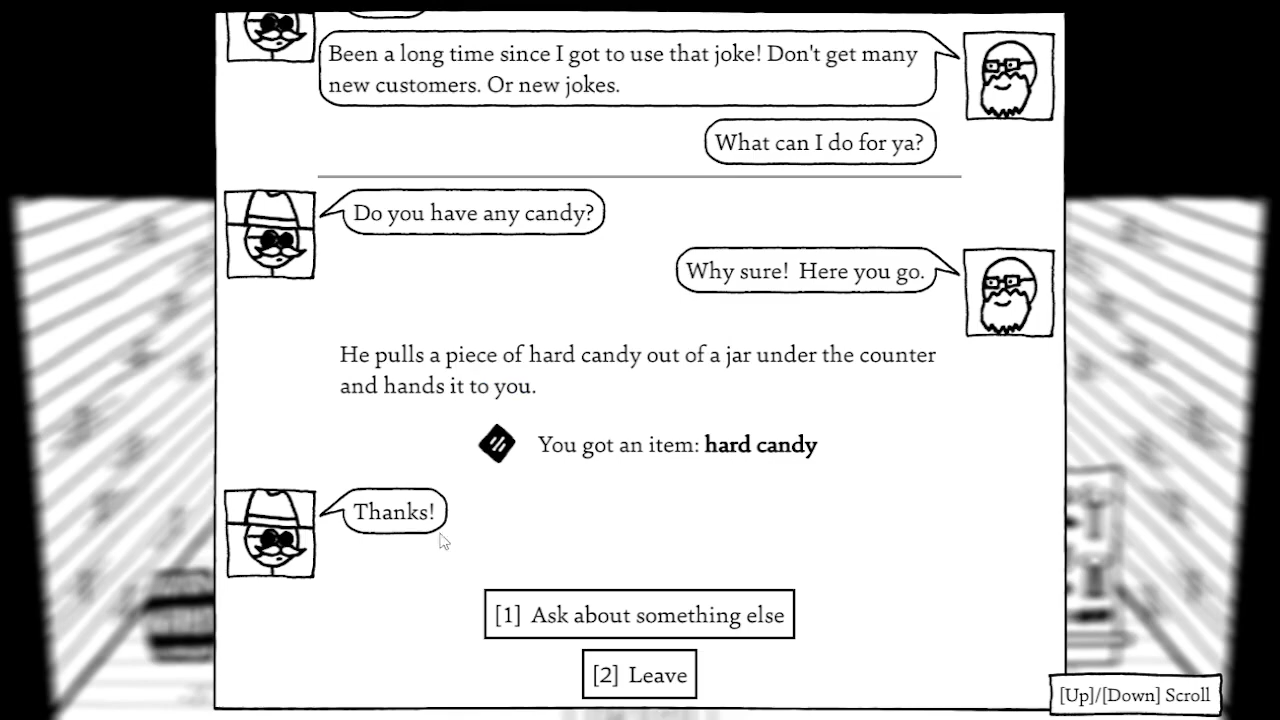 Been a long time since I got to use that joke! Don't get many
new customers. Or new jokes.
What can I do for ya?
Do you have any candy?
Why sure!  Here you go.
He pulls a piece of hard candy out of a jar under the counter
and hands it to you.
You got an item: hard candy
Thanks!
[1]  Ask about something else
[2]  Leave
[Up]/[Down] Scroll